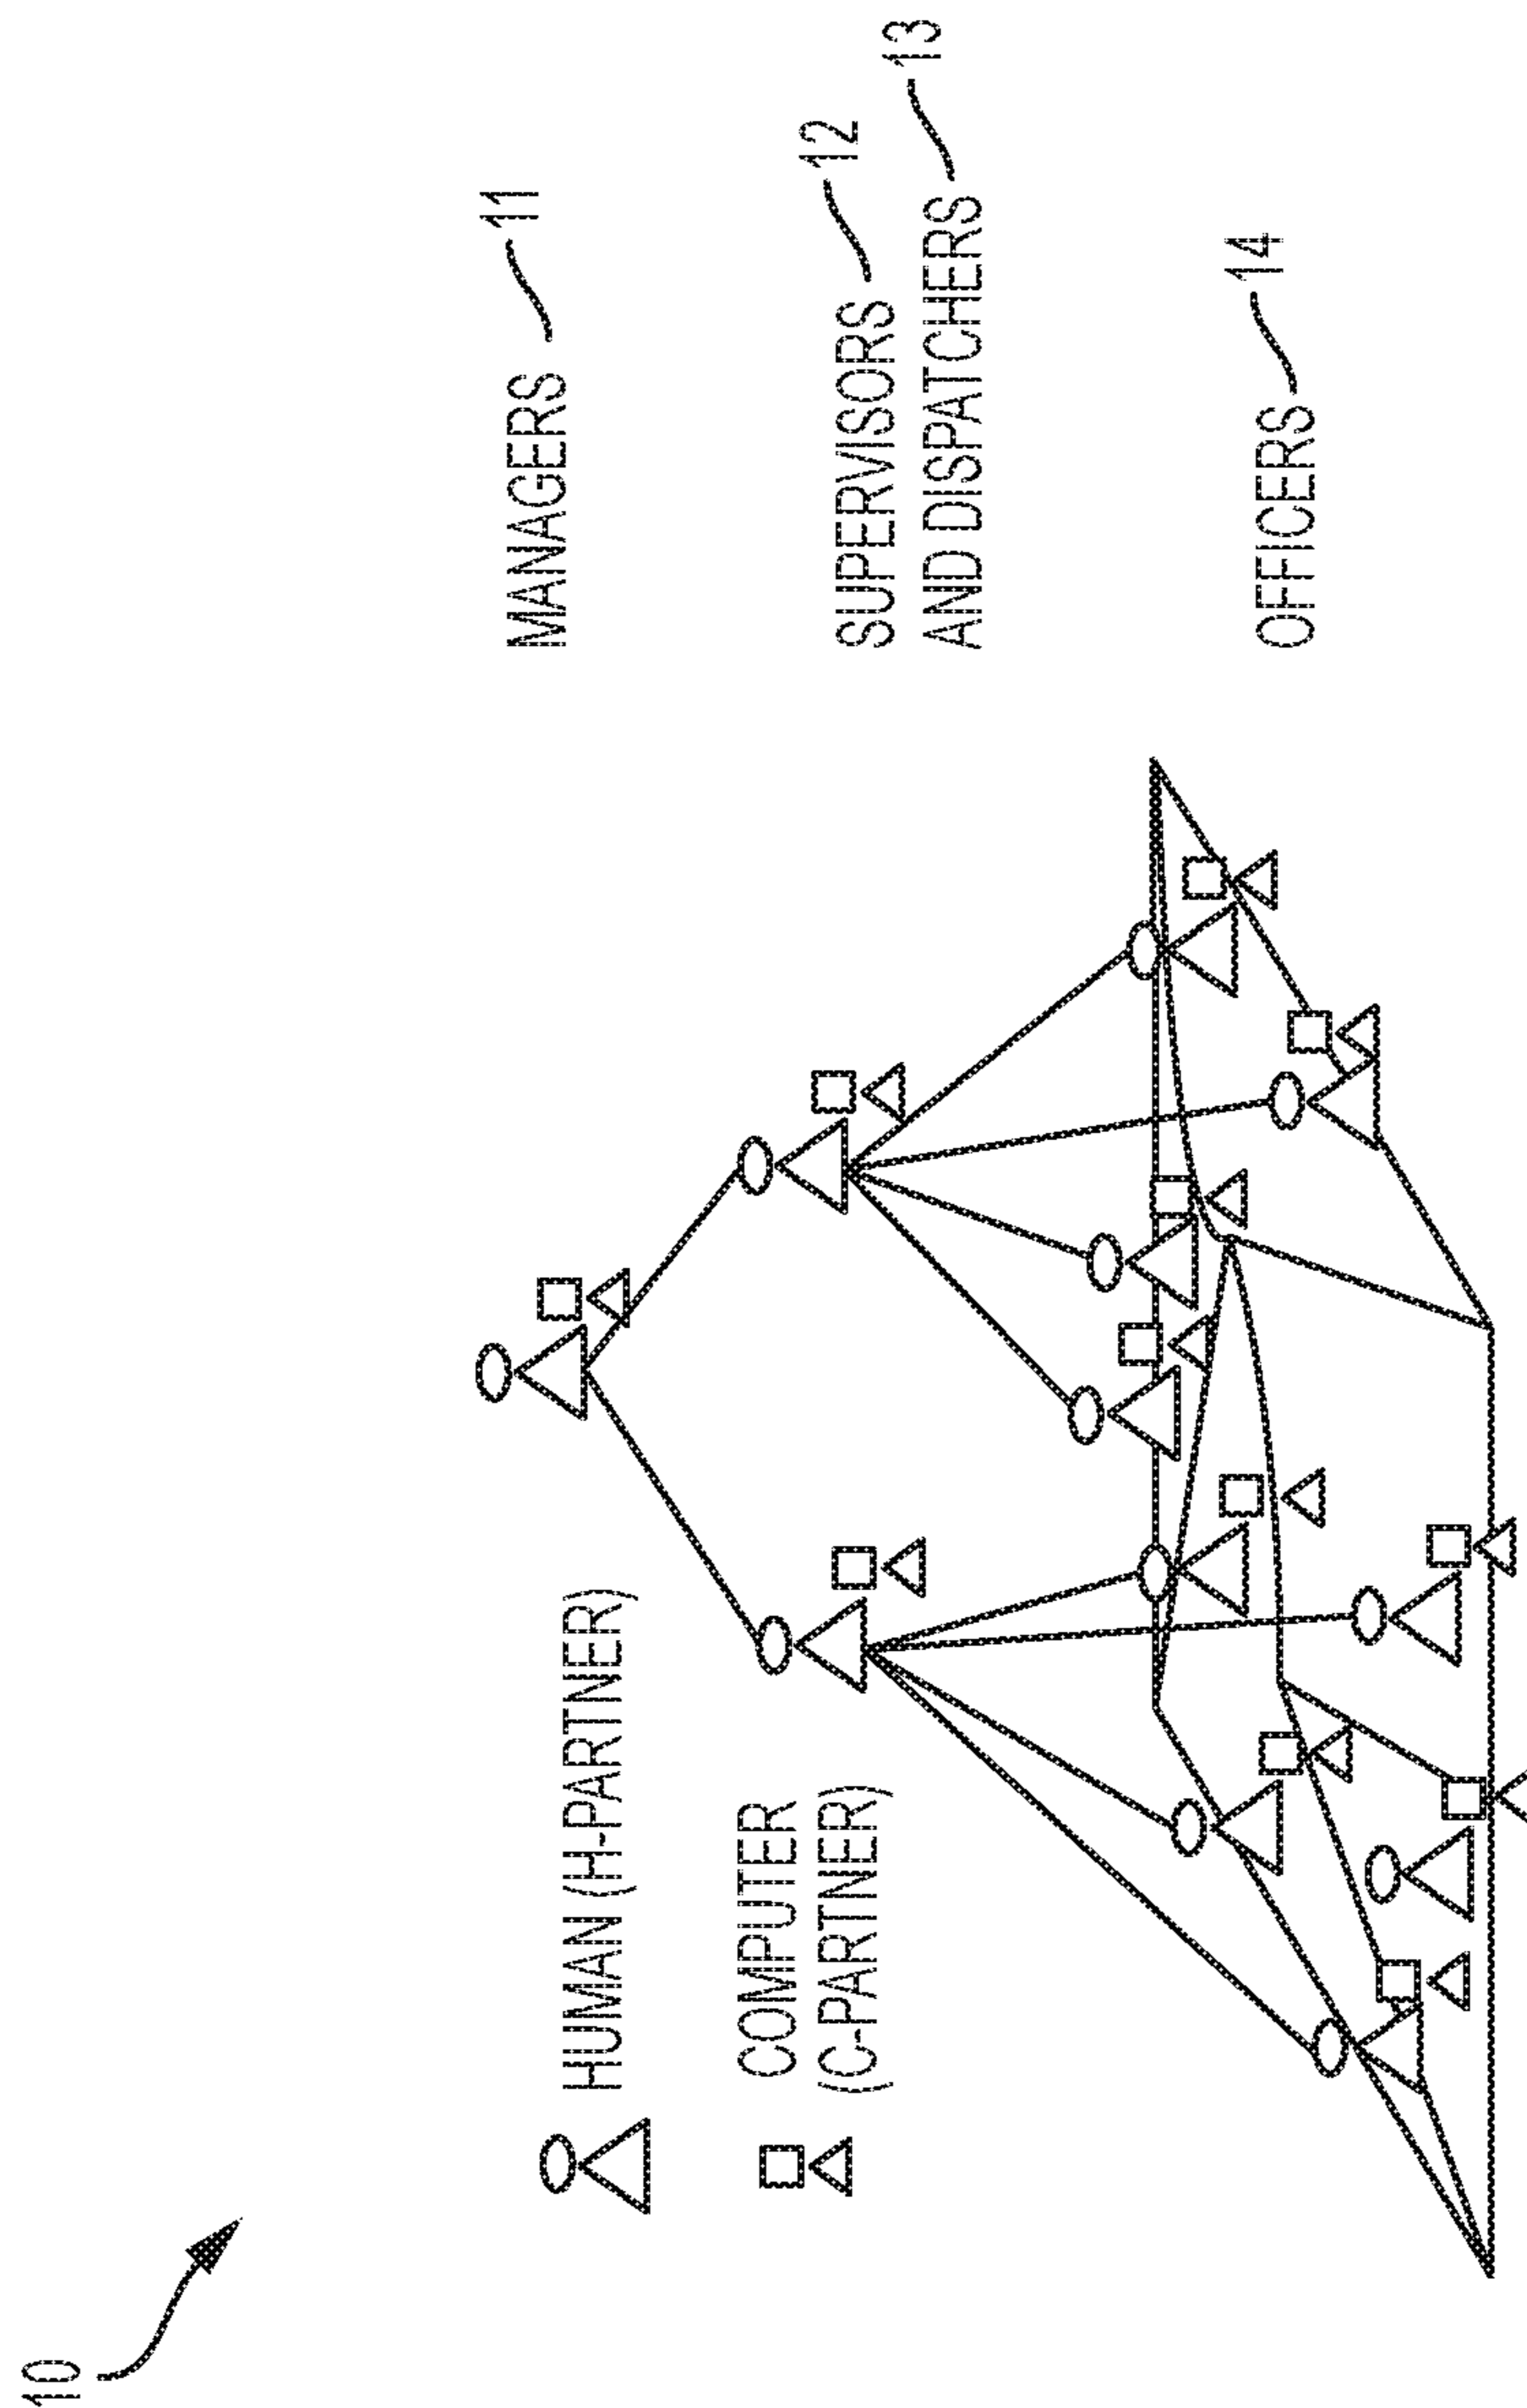 10
HUMAN (H-PARTNER)
COMPUTER
(C-PARTNER)
MANAGERS 11
SUPERVISORS 12
AND DISPATCHERS 13
OFFICERS 14